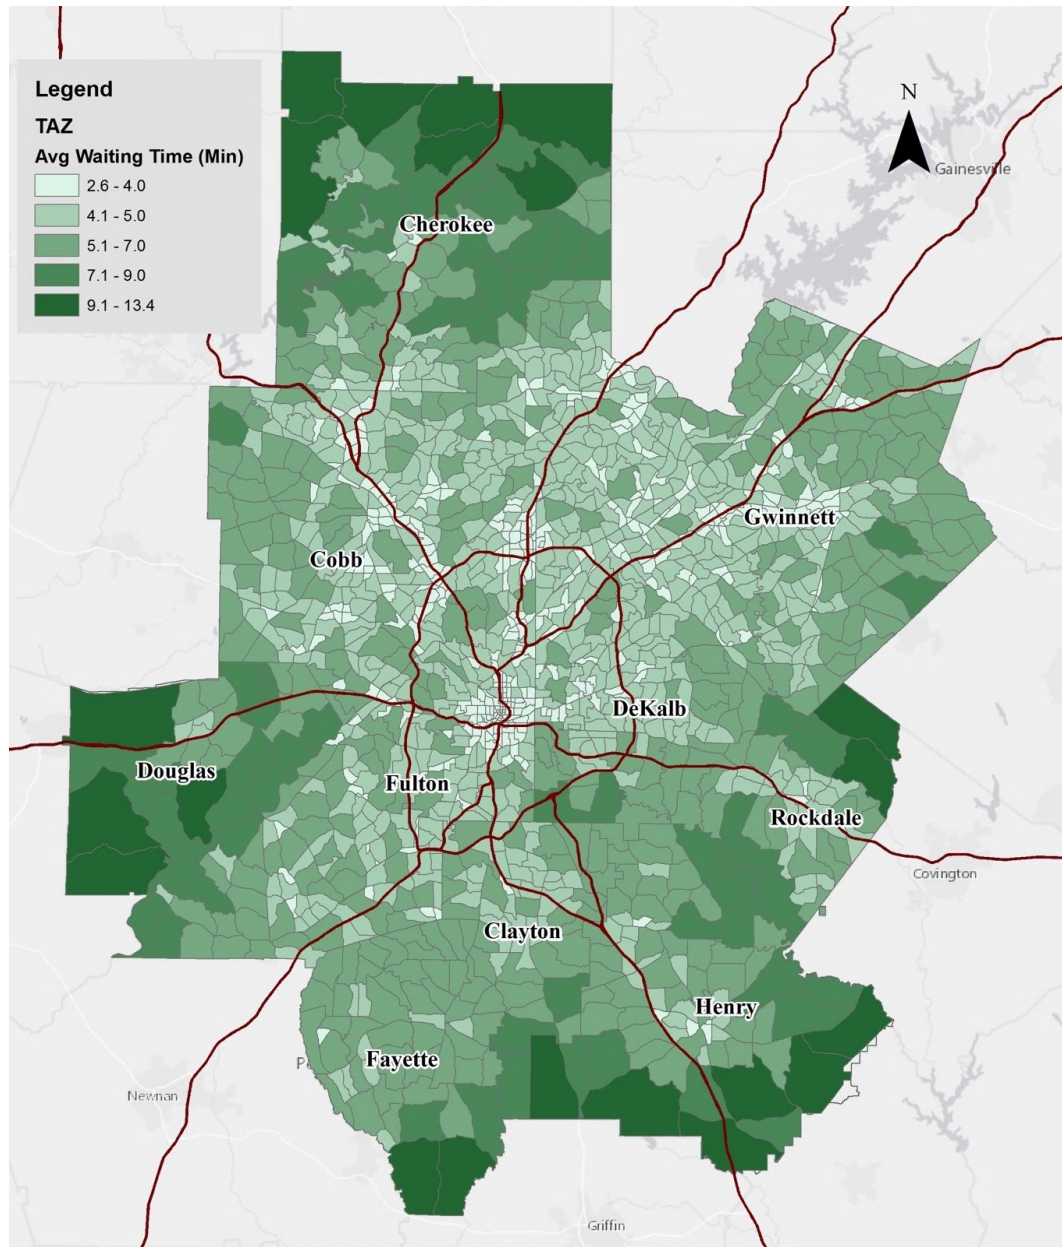 Legend
TAZ
Avg Waiting Time (Min)
2.6 - 4.0
4.1 - 5.0
5.1 - 7.0
7.1 - 9.0
9.1 - 13.4
N
Gainesville
Cherokee
Gwinnett
Cobb
DeKalb
Douglas
Fulton
Rockdale
Covington
Clayton
Henry
Fayette
P
Newnan
Griffin